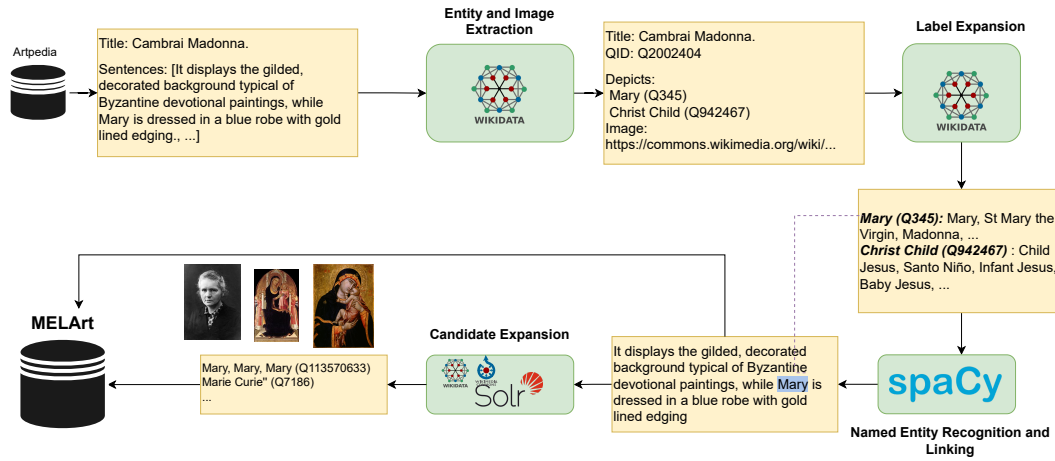 Artpedia
Title: Cambrai Madonna.
Sentences: [It displays the gilded,
decorated background typical of
Byzantine devotional paintings, while
Mary is dressed in a blue robe with gold
lined edging., ...]
Entity and Image
Extraction
WIKIDATA
Title: Cambrai Madonna.
QID: Q2002404
Depicts:
Mary (Q345)
Christ Child (Q942467)
Image:
https://commons.wikimedia.org/wiki/...
Label Expansion
WIKIDATA
Mary (Q345): Mary, St Mary the
Virgin, Madonna, ...
Christ Child (Q942467) : Child
Jesus, Santo Niño, Infant Jesus,
Baby Jesus, ...
spaCy
Named Entity Recognition and
Linking
It displays the gilded, decorated
background typical of Byzantine
devotional paintings, while Mary is
dressed in a blue robe with gold
lined edging
Candidate Expansion
WIKIDATA
Solr
Mary, Mary, Mary (Q113570633)
Marie Curie" (Q7186)
...
MELArt